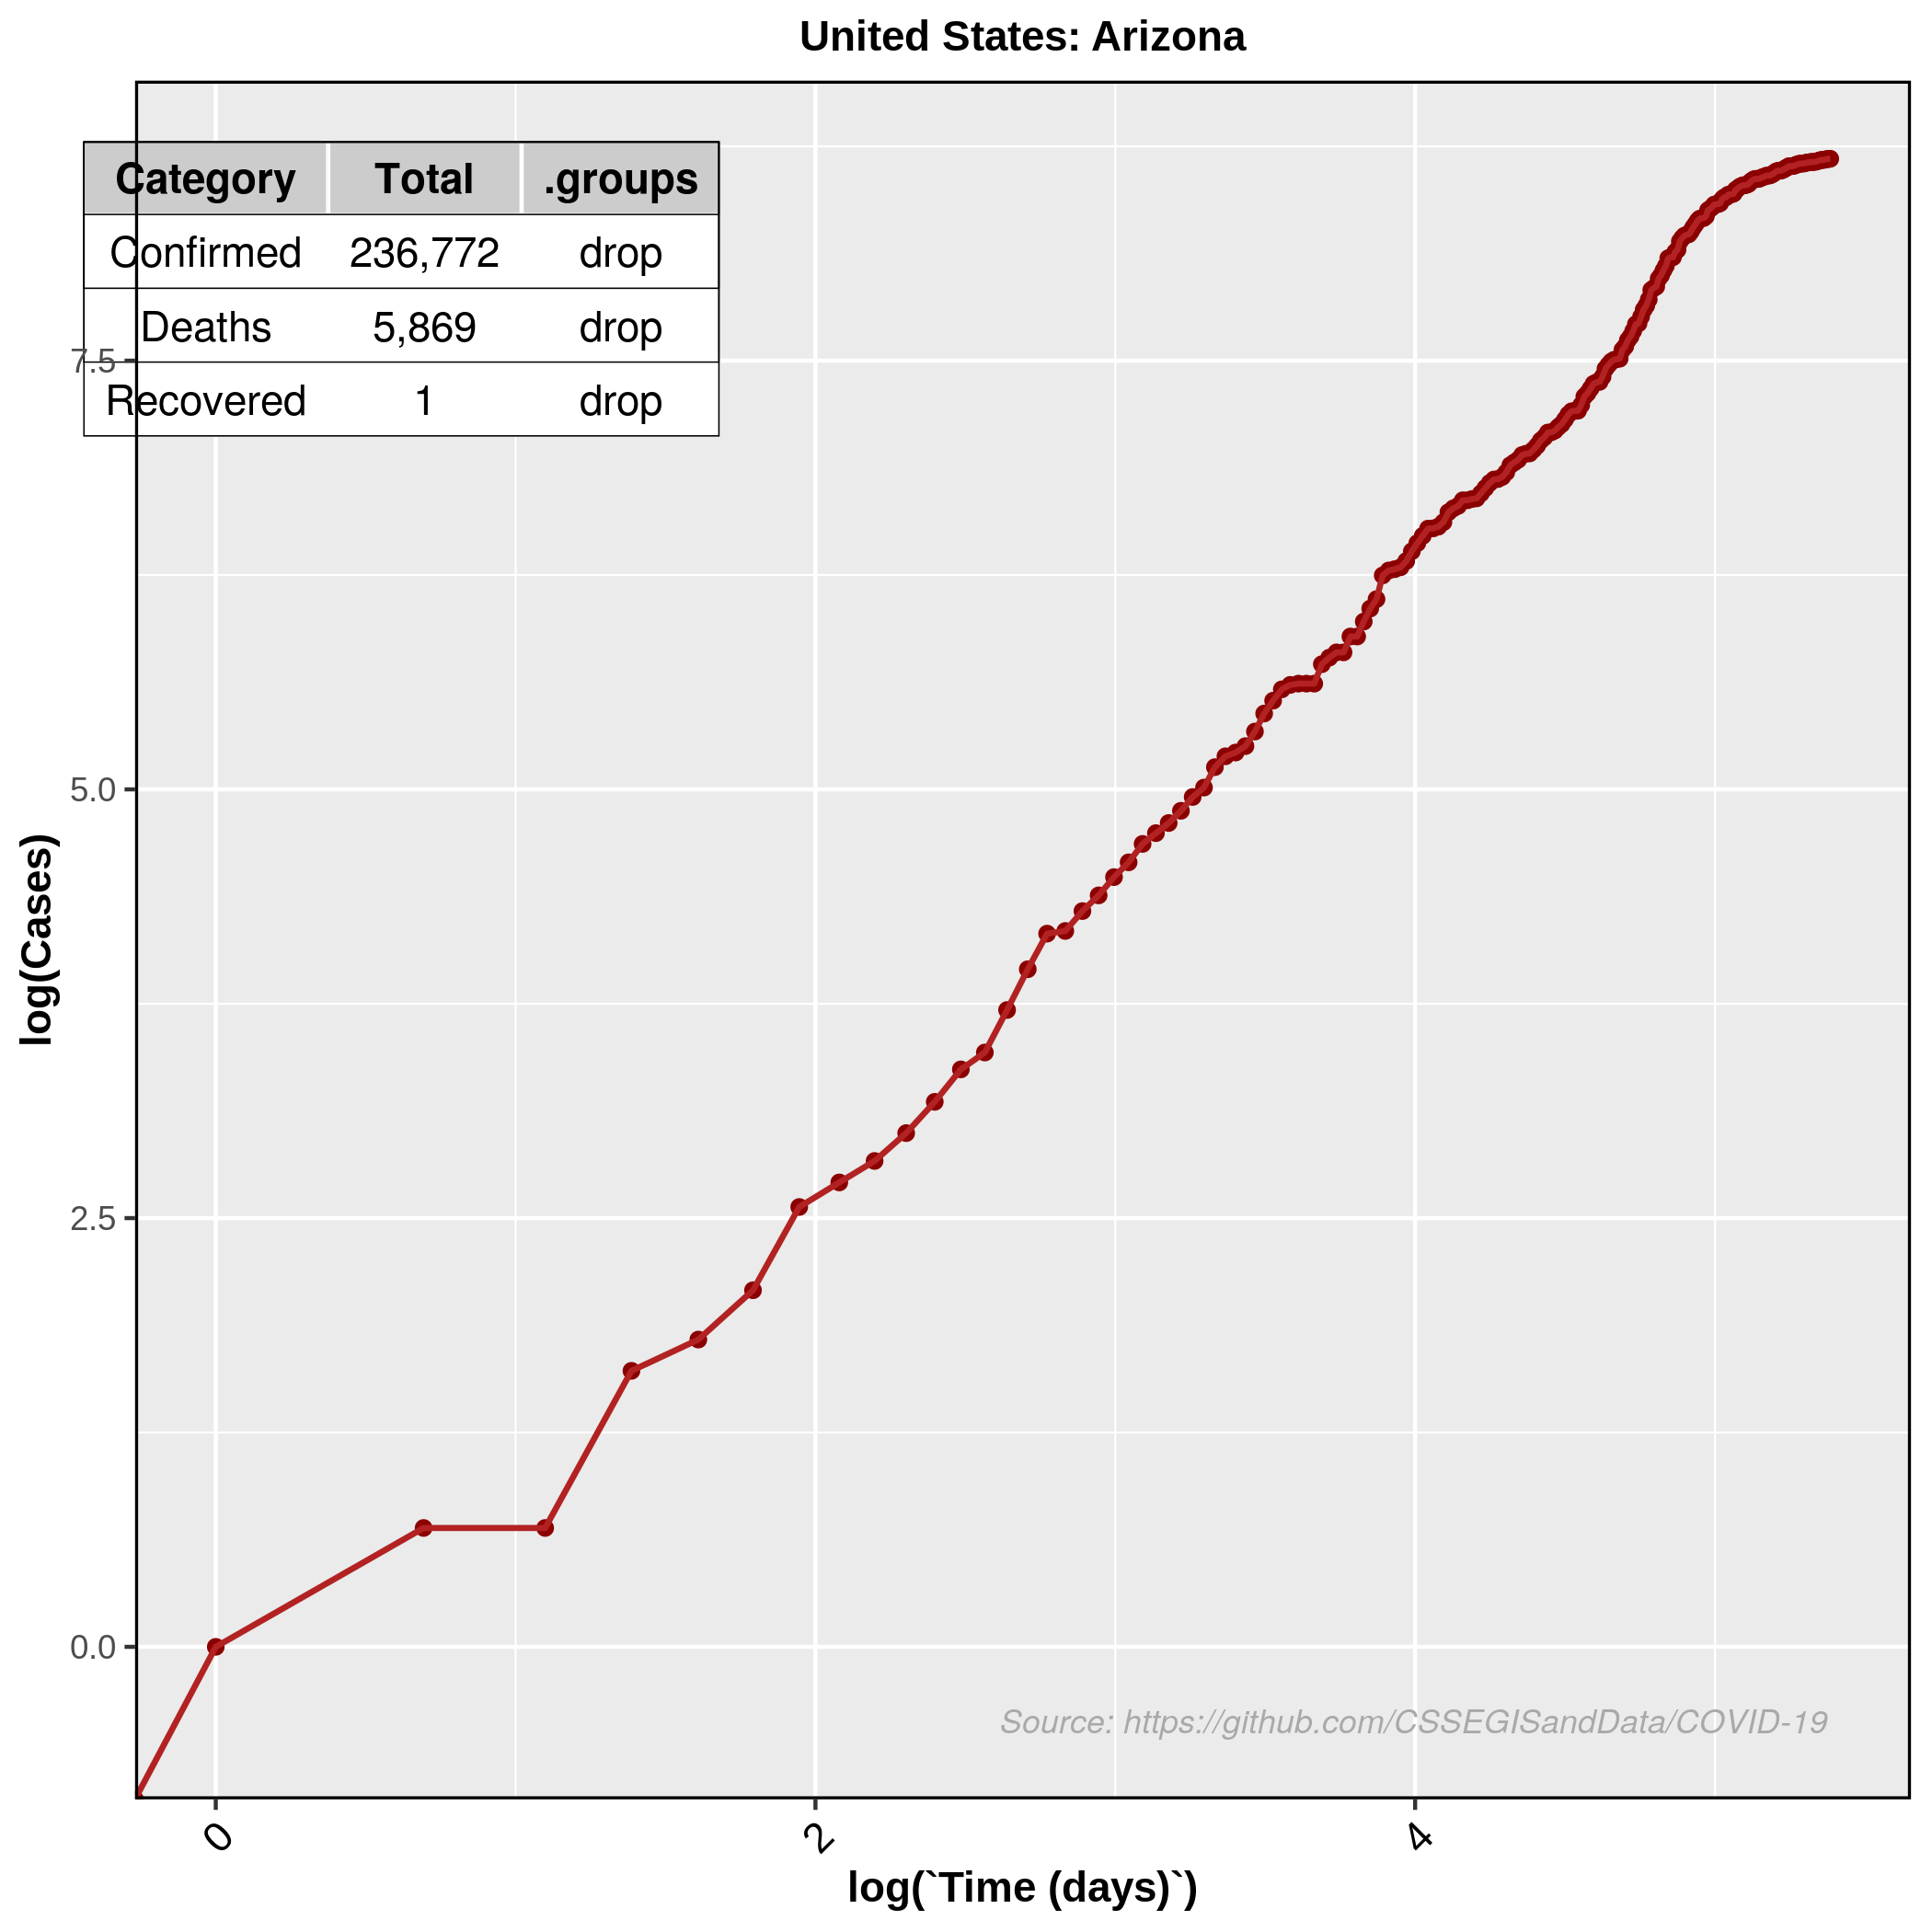 United States: Arizona
Category Total .groups
Confirmed 236,772 drop
Deaths 5,869 drop
Recovered 1 drop
7.5
5.0
2.5
0.0
log(Cases)
Source: https://github.com/CSSEGISandData/COVID-19
0 2 4
log(`Time (days)`)